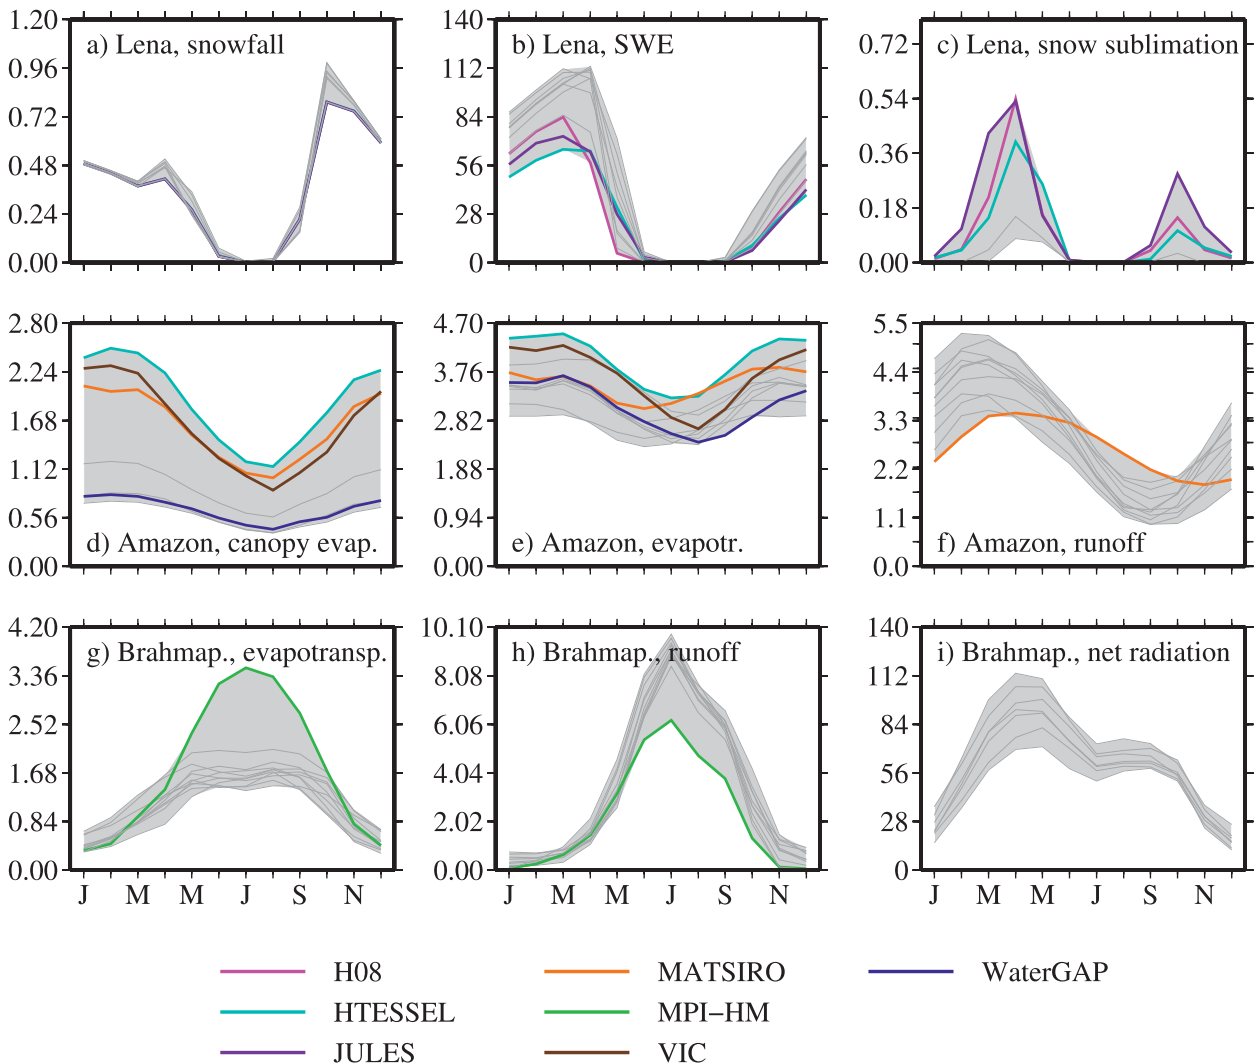 a) Lena, snowfall
1.20
0.96
0.72
0.48
0.24
0.00
b) Lena, SWE
140
112
84
56
28
0
c) Lena, snow sublimation
0.72
0.54
0.36
0.18
0.00
d) Amazon, canopy evap.
2.80
2.24
1.68
1.12
0.56
0.00
e) Amazon, evapotr.
4.70
3.76
2.82
1.88
0.94
0.00
f) Amazon, runoff
5.5
4.4
3.3
2.2
1.1
0.0
g) Brahmap., evapotransp.
4.20
3.36
2.52
1.68
0.84
0.00
J M M J S N
h) Brahmap., runoff
10.10
8.08
6.06
4.04
2.02
0.00
J M M J S N
i) Brahmap., net radiation
140
112
84
56
28
0
J M M J S N
H08
HTESSEL
JULES
MATSIRO
MPI−HM
VIC
WaterGAP